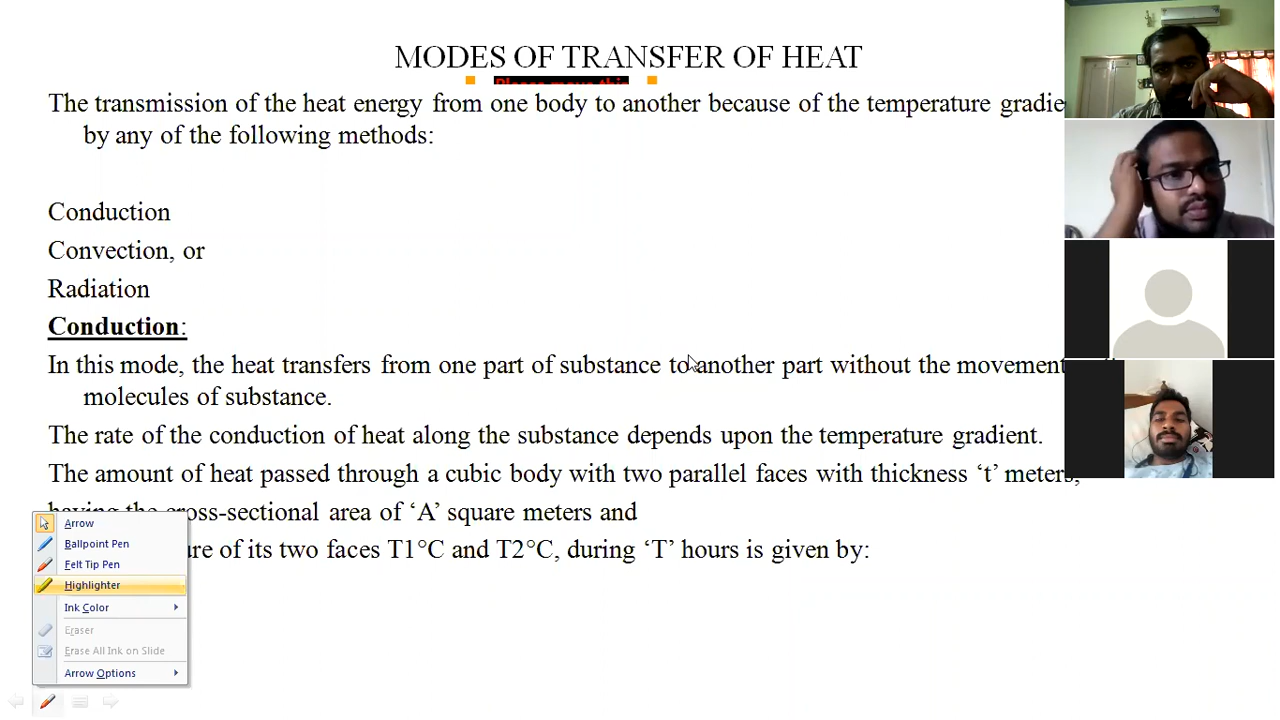 MODES OF TRANSFER OF HEAT
Please move this
The transmission of the heat energy from one body to another because of the temperature
by any of the following methods:
Conduction
Convection, or
Radiation
Conduction:
In this mode, the heat transfers from one part of substance to another part without the movement
molecules of substance.
The rate of the conduction of heat along the substance depends upon the temperature gradient.
The amount of heat passed through a cubic body with two parallel faces with thickness ‘t’ meters,
having the cross-sectional area of ‘A’ square meters and
of its two faces T1°C and T2°C, during ‘T’ hours is given by:
Arrow
Ballpoint Pen
Felt Tip Pen
Highlighter
Ink Color
Eraser
Erase All Ink on Slide
Arrow Options